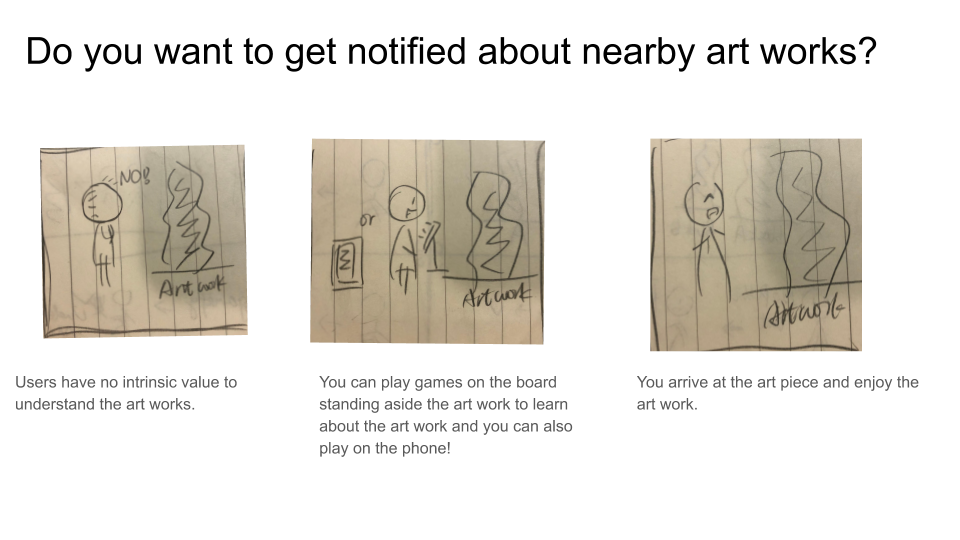 Do you want to get notified about nearby art works?
NO!
Artwork
or
Artwork
Artwork
Users have no intrinsic value to
understand the art works.
You can play games on the board
standing aside the art work to learn
about the art work and you can also
play on the phone!
You arrive at the art piece and enjoy the
art work.